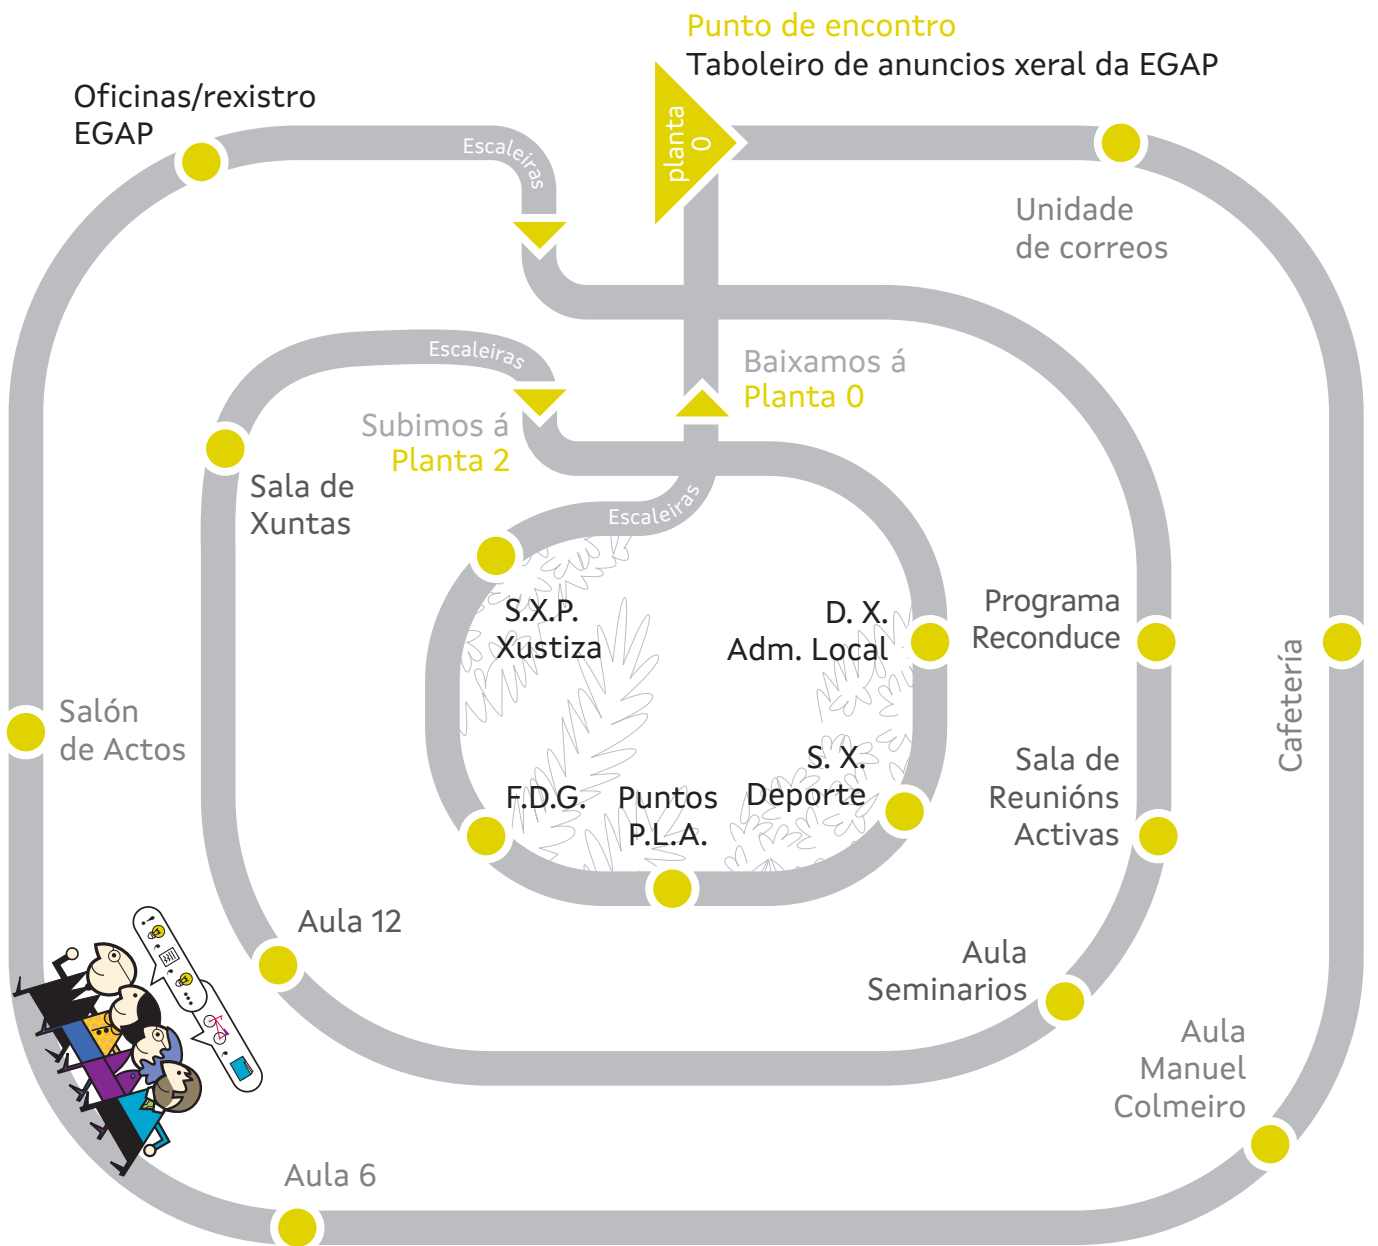 Punto de encontro
Taboleiro de anuncios xeral da EGAP
planta
0
Oficinas/rexistro
EGAP
Escaleiras
Unidade
de correos
Escaleiras
Baixamos á
Planta 0
Subimos á
Planta 2
Sala de
Xuntas
Escaleiras
S.X.P.
Xustiza
D. X.
Adm. Local
Programa
Reconduce
Cafetería
Salón
de Actos
S. X.
Deporte
Sala de
Reunións
Activas
F.D.G.
Puntos
P.L.A.
Aula 12
Aula
Seminarios
Aula
Manuel
Colmeiro
Aula 6